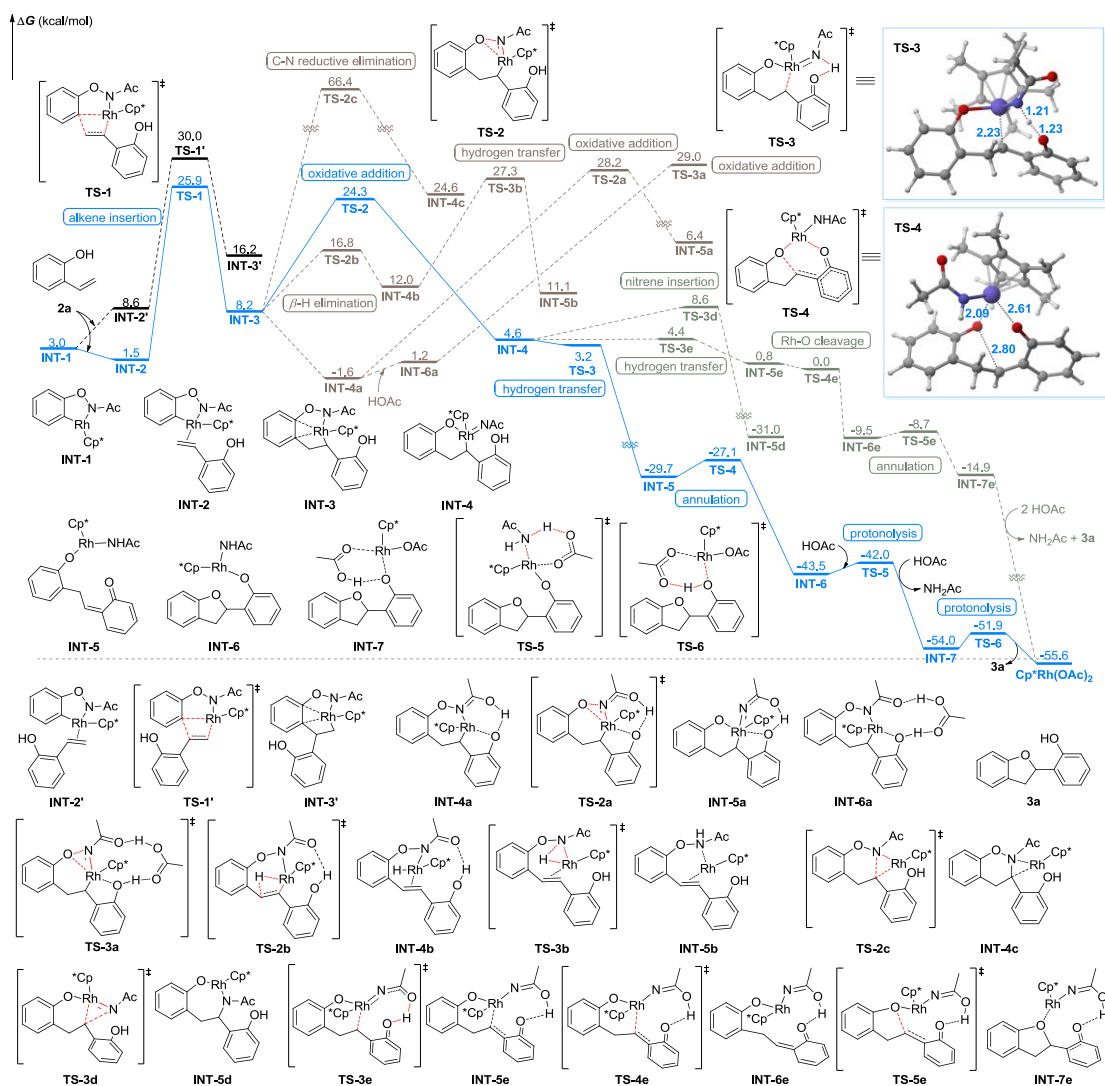 ΔG (kcal/mol)
C-N reductive elimination
66.4
TS-2c
TS-2
TS-3
TS-3
1.21
1.23
2.23
30.0
TS-1'
25.9
TS-1
TS-1
alkene insertion
oxidative addition
24.3
TS-2
hydrogen transfer
27.3
TS-3b
oxidative addition
28.2
TS-2a
29.0
TS-3a
oxidative addition
24.6
INT-4c
16.2
INT-3'
16.8
TS-2b
12.0
INT-4b
β-H elimination
11.1
INT-5b
6.4
INT-5a
TS-4
TS-4
2.09
2.61
2.80
2a
8.6
INT-2'
3.0
INT-1
1.5
INT-2
8.2
INT-3
-1.6
INT-4a
1.2
INT-6a
HOAc
4.6
INT-4
3.2
TS-3
hydrogen transfer
nitrene insertion
8.6
TS-3d
4.4
TS-3e
hydrogen transfer
Rh-O cleavage
0.8
INT-5e
0.0
TS-4e
-31.0
INT-5d
-9.5
INT-6e
-8.7
TS-5e
annulation
-14.9
INT-7e
2 HOAc
NH2Ac + 3a
-29.7
INT-5
-27.1
TS-4
annulation
HOAc
protonolysis
-43.5
INT-6
-42.0
TS-5
HOAc
NH2Ac
protonolysis
-54.0
INT-7
-51.9
TS-6
3a
-55.6
Cp*Rh(OAc)2
INT-1
INT-2
INT-3
INT-4
INT-5
INT-6
INT-7
TS-5
TS-6
INT-2'
TS-1'
INT-3'
INT-4a
TS-2a
INT-5a
INT-6a
3a
TS-3a
TS-2b
INT-4b
TS-3b
INT-5b
TS-2c
INT-4c
TS-3d
INT-5d
TS-3e
INT-5e
TS-4e
INT-6e
TS-5e
INT-7e